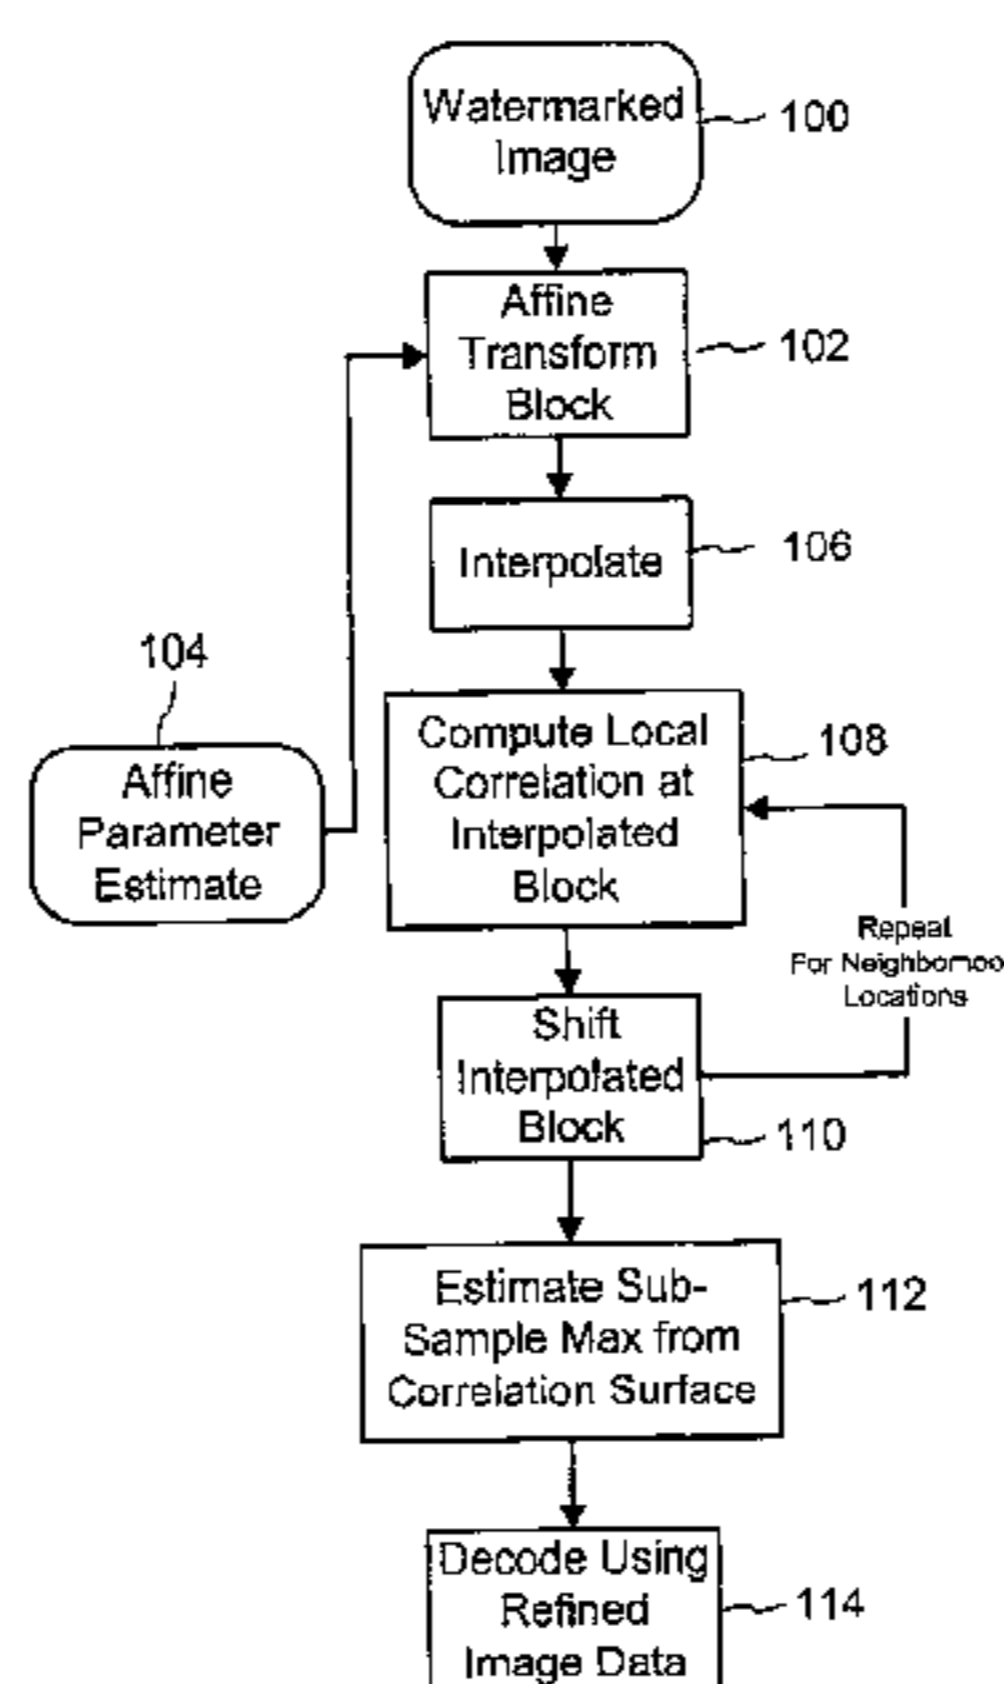 Watermarked
Image
100
Affine
Transform
Block
102
Interpolate
106
104
Affine
Parameter
Estimate
Compute Local
Correlation at
Interpolated
Block
108
Repeat
For
Locations
Shift
Interpolated
Block
110
Estimate Sub-
Sample Max from
Correlation Surface
112
Decode Using
Refined
Image Data
114